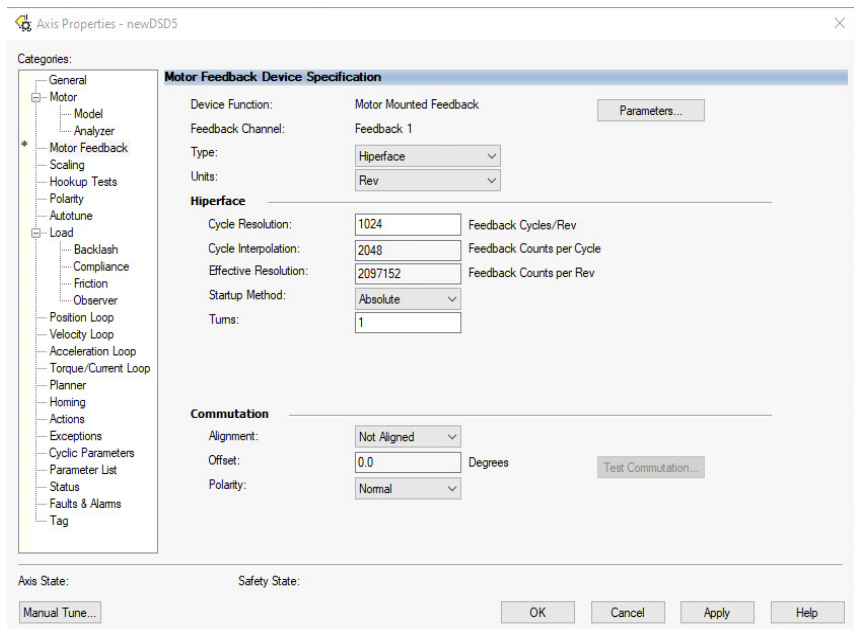 Axis Properties - newDSD5
Categories:
General
Motor
Model
Analyzer
* Motor Feedback
Scaling
Hookup Tests
Polarity
Autotune
Load
Backlash
Compliance
Friction
Observer
Position Loop
Velocity Loop
Acceleration Loop
Torque/Current Loop
Planner
Homing
Actions
Exceptions
Cyclic Parameters
Parameter List
Status
Faults & Alarms
Tag
Motor Feedback Device Specification
Device Function: Motor Mounted Feedback Parameters...
Feedback Channel: Feedback 1
Type: Hiperface
Units: Rev
Hiperface
Cycle Resolution: 1024 Feedback Cycles/Rev
Cycle Interpolation: 2048 Feedback Counts per Cycle
Effective Resolution: 2097152 Feedback Counts per Rev
Startup Method: Absolute
Turns: 1
Commutation
Alignment: Not Aligned
Offset: 0.0 Degrees Test Commutation...
Polarity: Normal
Axis State: Safety State:
Manual Tune... OK Cancel Apply Help